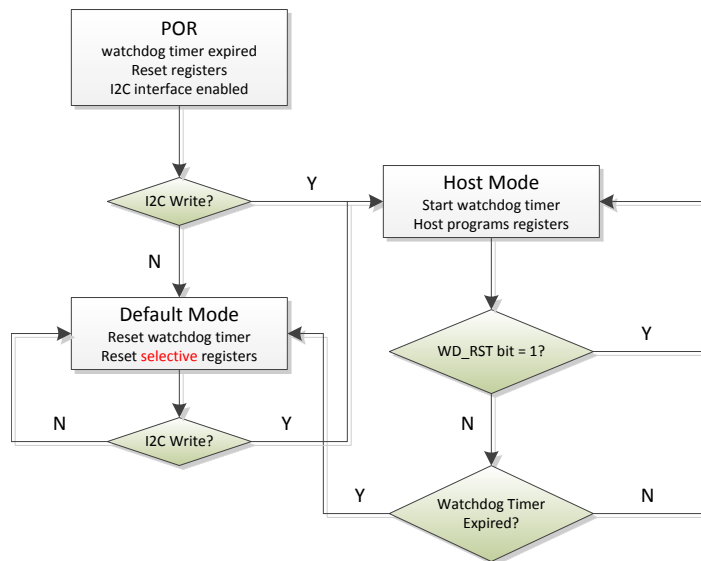 POR
watchdog timer expired
Reset registers
I2C interface enabled
I2C Write?
Y
N
Host Mode
Start watchdog timer
Host programs registers
Default Mode
Reset watchdog timer
Reset selective registers
WD_RST bit = 1?
Y
N
I2C Write?
N
Y
Watchdog Timer
Expired?
Y
N